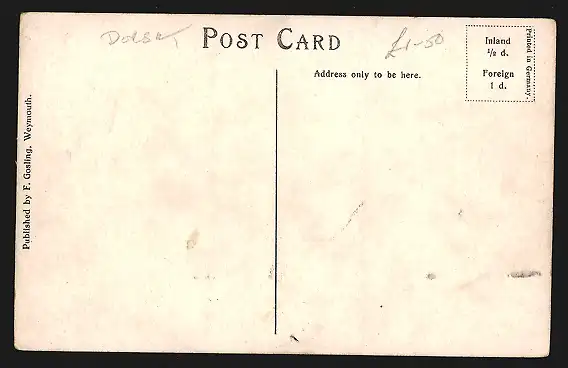 POST CARD
£1-50
Address only to be here.
Inland
½ d.
Foreign
1 d.
Printed in Germany.
Published by F. Gosling, Weymouth.